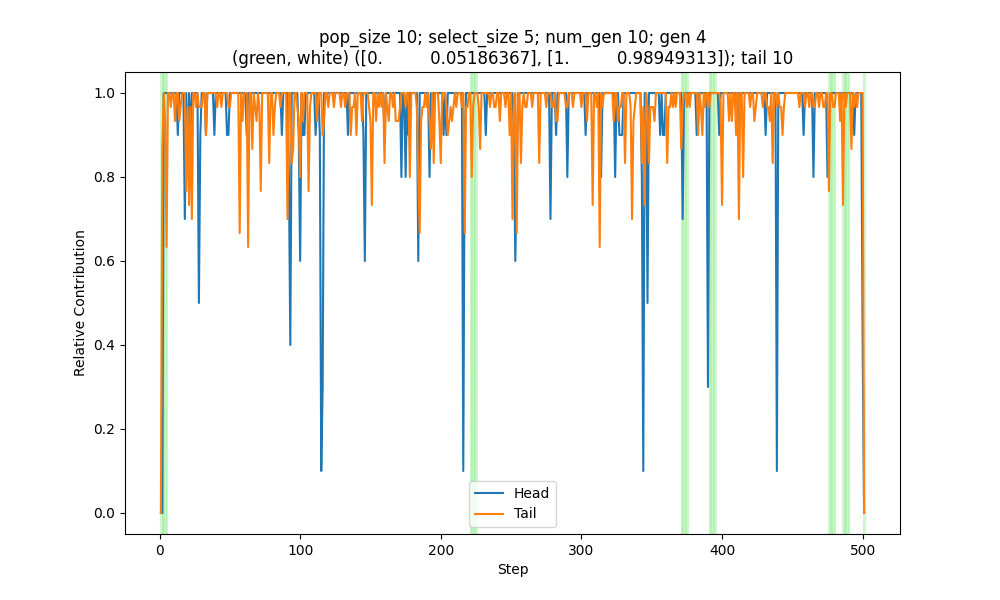 pop_size 10; select_size 5; num_gen 10; gen 4
(green, white) ([0.         0.05186367], [1.         0.98949313]); tail 10
Relative Contribution
1.0
0.8
0.6
0.4
0.2
0.0
Head
Tail
0 100 200 300 400 500
Step